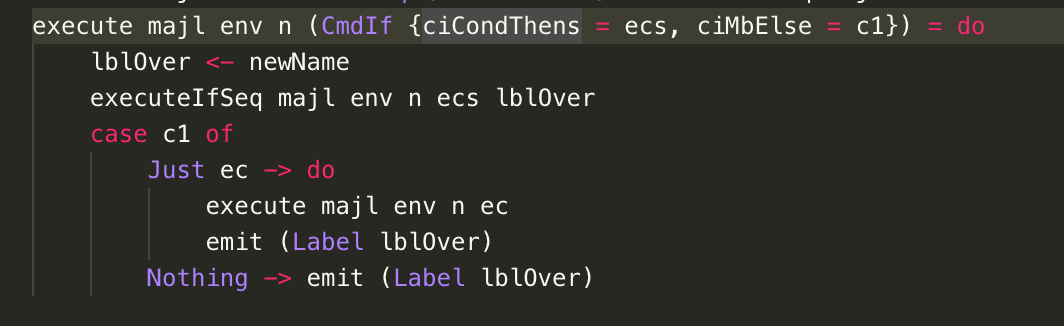 execute majl env n (CmdIf {ciCondThens = ecs, ciMbElse = c1}) = do
    lblOver <- newName
    executeIfSeq majl env n ecs lblOver
    case c1 of
        Just ec -> do
            execute majl env n ec
            emit (Label lblOver)
        Nothing -> emit (Label lblOver)